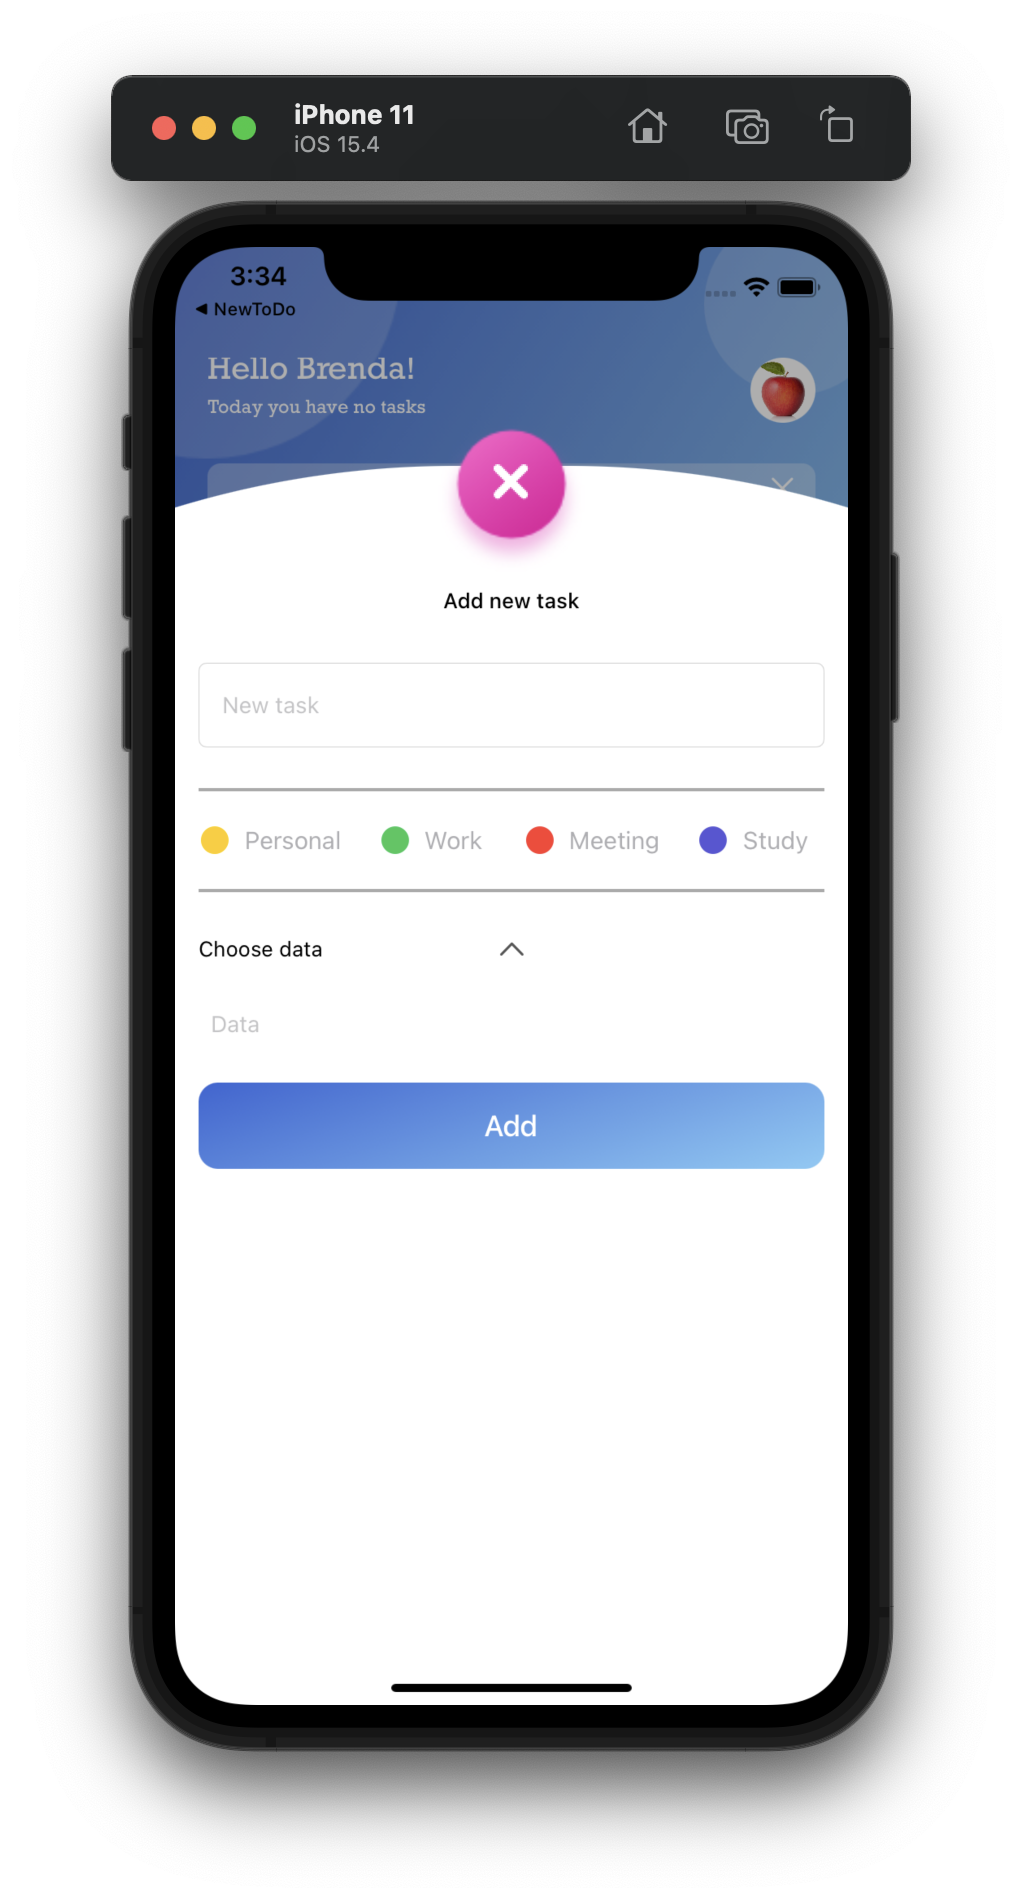 iPhone 11
iOS 15.4
3:34
◀ NewToDo
Hello Brenda!
Today you have no tasks
Add new task
New task
Personal Work Meeting Study
Choose data
Data
Add